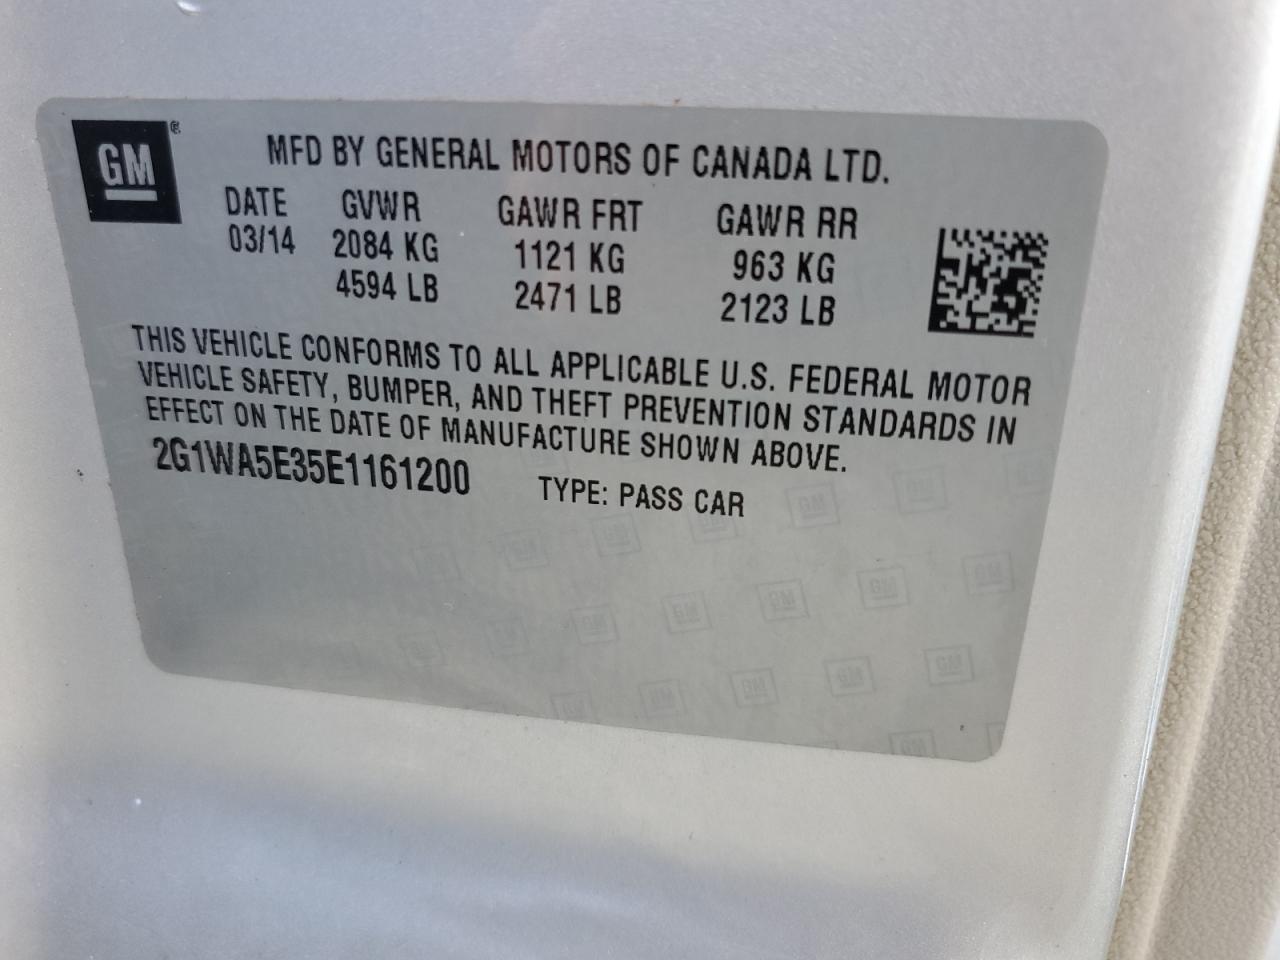 GM®
MFD BY GENERAL MOTORS OF CANADA LTD.
DATE GVWR GAWR FRT GAWR RR
03/14 2084 KG 1121 KG 963 KG
4594 LB 2471 LB 2123 LB
THIS VEHICLE CONFORMS TO ALL APPLICABLE U.S. FEDERAL MOTOR
VEHICLE SAFETY, BUMPER, AND THEFT PREVENTION STANDARDS IN
EFFECT ON THE DATE OF MANUFACTURE SHOWN ABOVE.
2G1WA5E35E1161200 TYPE: PASS CAR